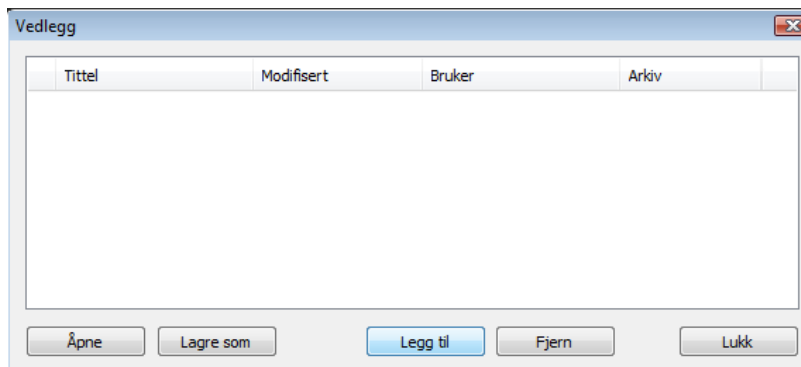 Vedlegg
Tittel Modifisert Bruker Arkiv
Åpne Lagre som Legg til Fjern Lukk